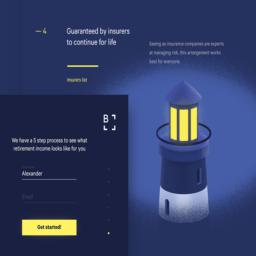 — 4
Guaranteed by insurers
to continue for life
Seeing as insurance companies are experts
at managing risk, this arrangement works
best for everyone.
Insurers list
B
We have a 5 step process to see what
retirement income looks like for you
Alexander
Email
Get started!